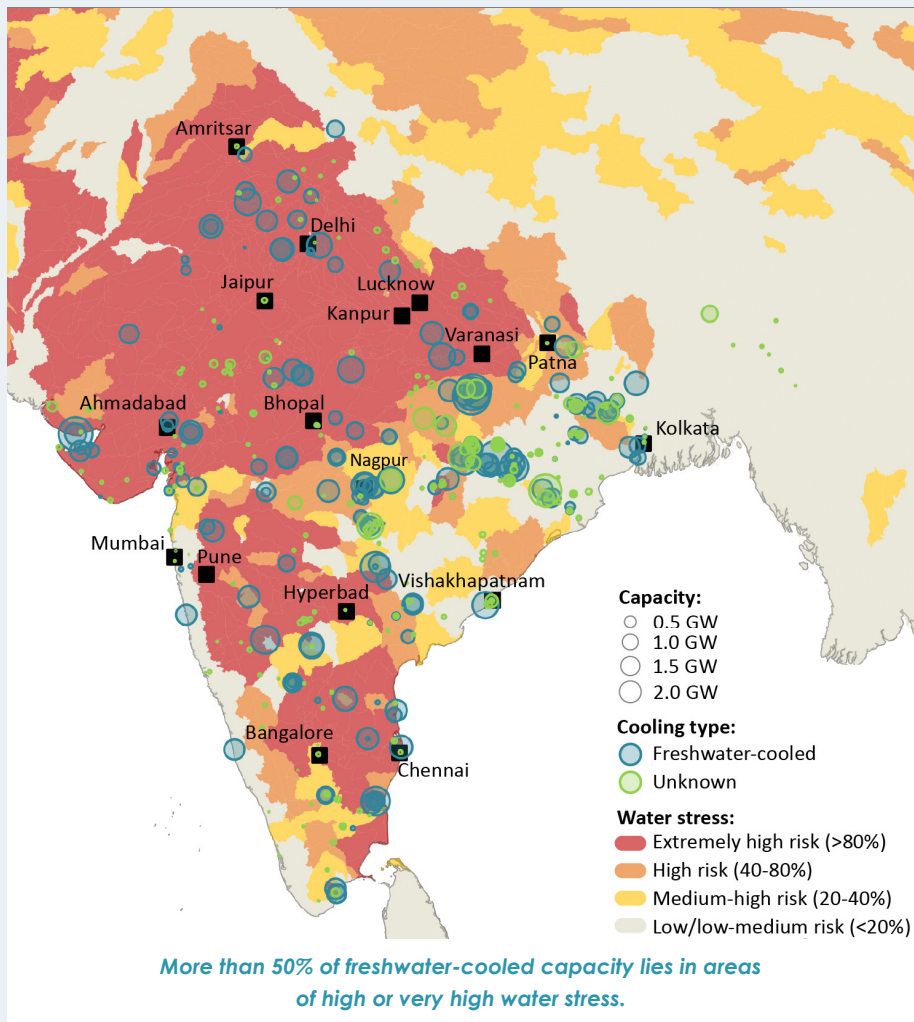 Amritsar
Delhi
Jaipur
Lucknow
Kanpur
Varanasi
Patna
Ahmadabad
Bhopal
Kolkata
Nagpur
Mumbai
Pune
Vishakhapatnam
Hyperbad
Bangalore
Chennai
Capacity:
0.5 GW
1.0 GW
1.5 GW
2.0 GW
Cooling type:
Freshwater-cooled
Unknown
Water stress:
Extremely high risk (>80%)
High risk (40-80%)
Medium-high risk (20-40%)
Low/low-medium risk (<20%)
More than 50% of freshwater-cooled capacity lies in areas
of high or very high water stress.